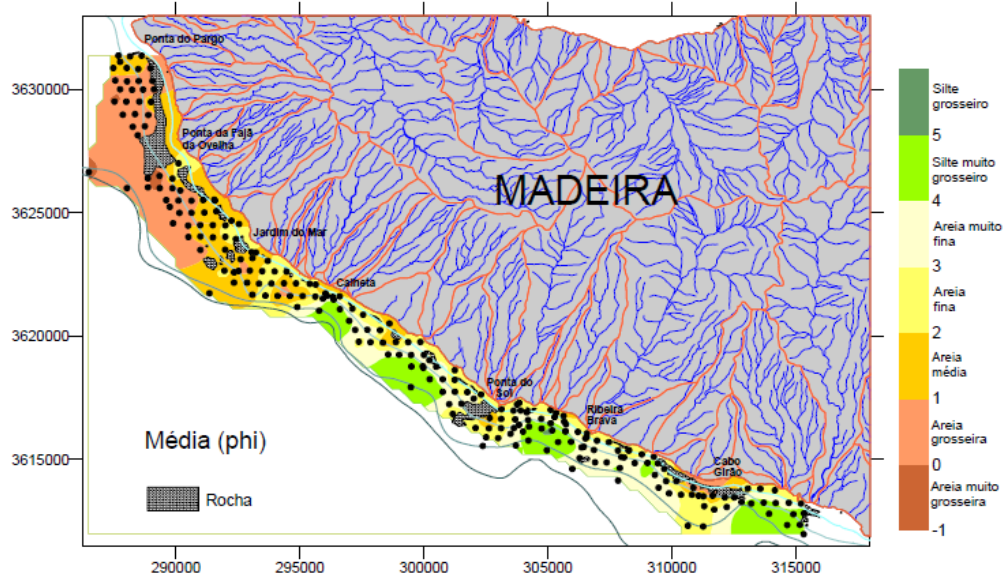 Ponta do Pargo
3630000
Ponta da Fajã
da Ovelha
MADEIRA
3625000
Jardim do Mar
Calheta
3620000
Ponta do
Sol
Ribeira
Brava
Média (phi)
3615000
Cabo
Girão
Rocha
290000
295000
300000
305000
310000
315000
Silte
grosseiro
5
Silte muito
grosseiro
4
Areia muito
fina
3
Areia
fina
2
Areia
média
1
Areia
grosseira
0
Areia muito
grosseira
-1